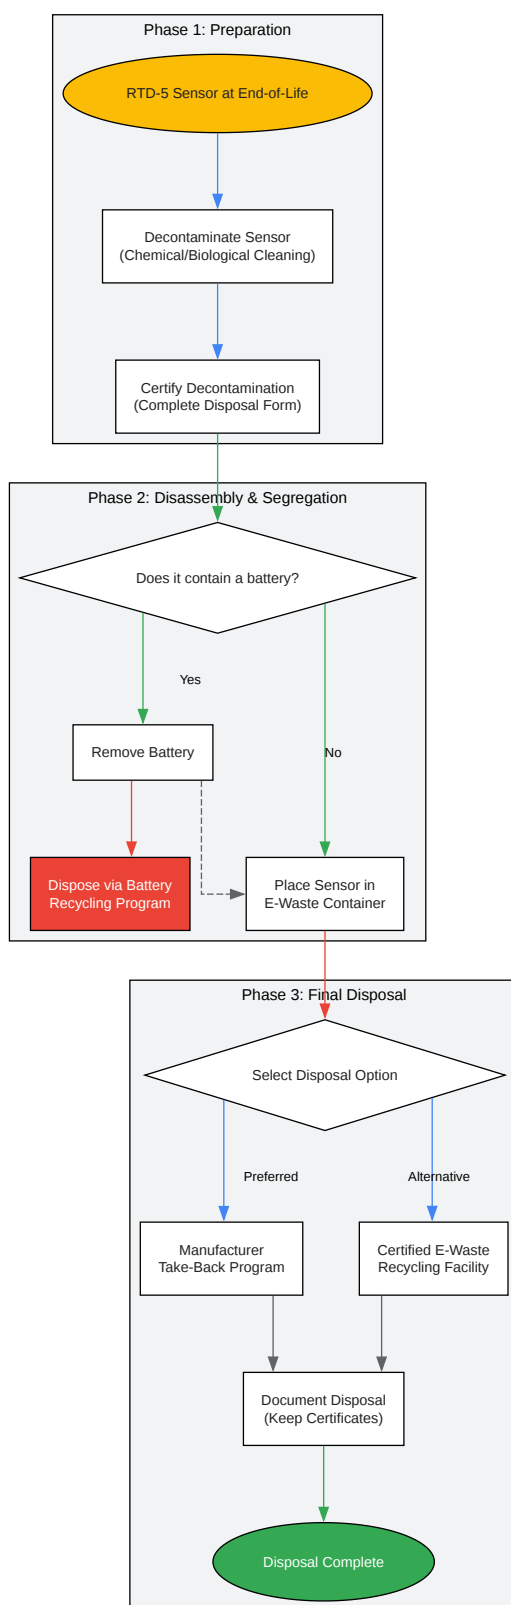 Phase 1: Preparation
RTD-5 Sensor at End-of-Life
Decontaminate Sensor
(Chemical/Biological Cleaning)
Certify Decontamination
(Complete Disposal Form)
Phase 2: Disassembly & Segregation
Does it contain a battery?
Yes
Remove Battery
No
Dispose via Battery
Recycling Program
Place Sensor in
E-Waste Container
Phase 3: Final Disposal
Select Disposal Option
Preferred
Alternative
Manufacturer
Take-Back Program
Certified E-Waste
Recycling Facility
Document Disposal
(Keep Certificates)
Disposal Complete